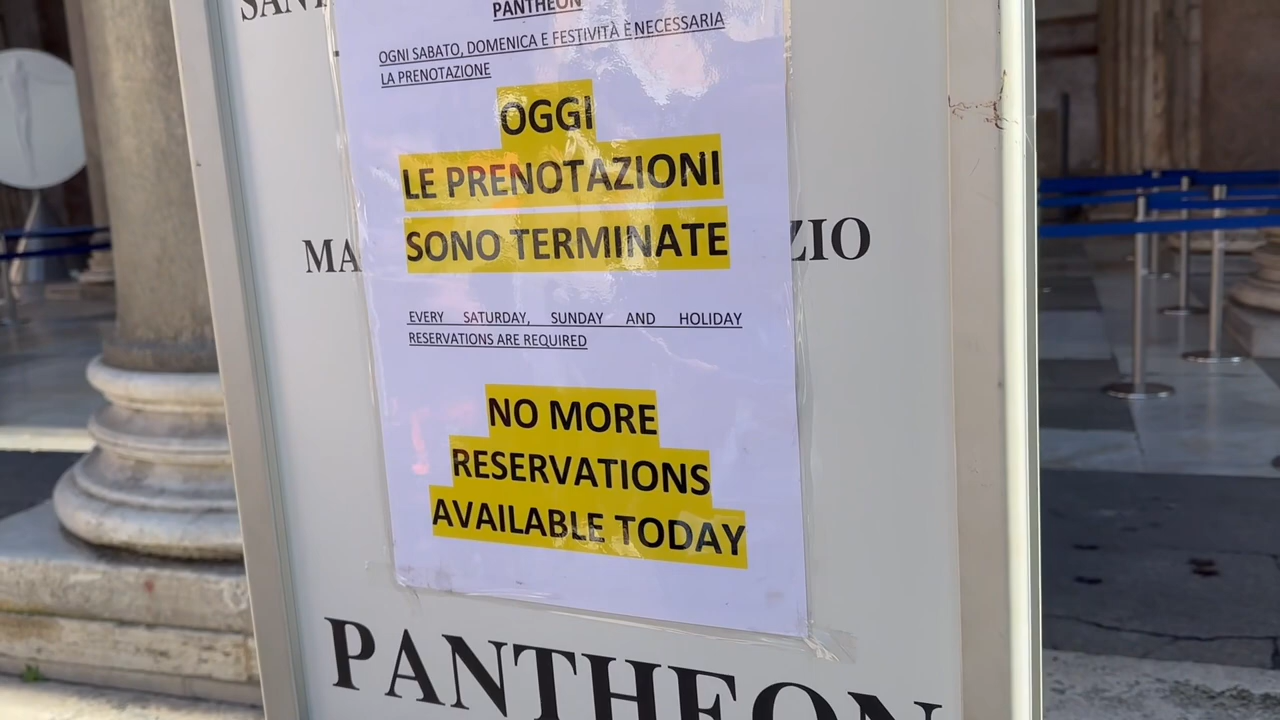 PANTHEON
OGNI SABATO, DOMENICA E FESTIVITÀ È NECESSARIA
LA PRENOTAZIONE
OGGI
LE PRENOTAZIONI
SONO TERMINATE
EVERY SATURDAY, SUNDAY AND HOLIDAY
RESERVATIONS ARE REQUIRED
NO MORE
RESERVATIONS
AVAILABLE TODAY
PANTHEON